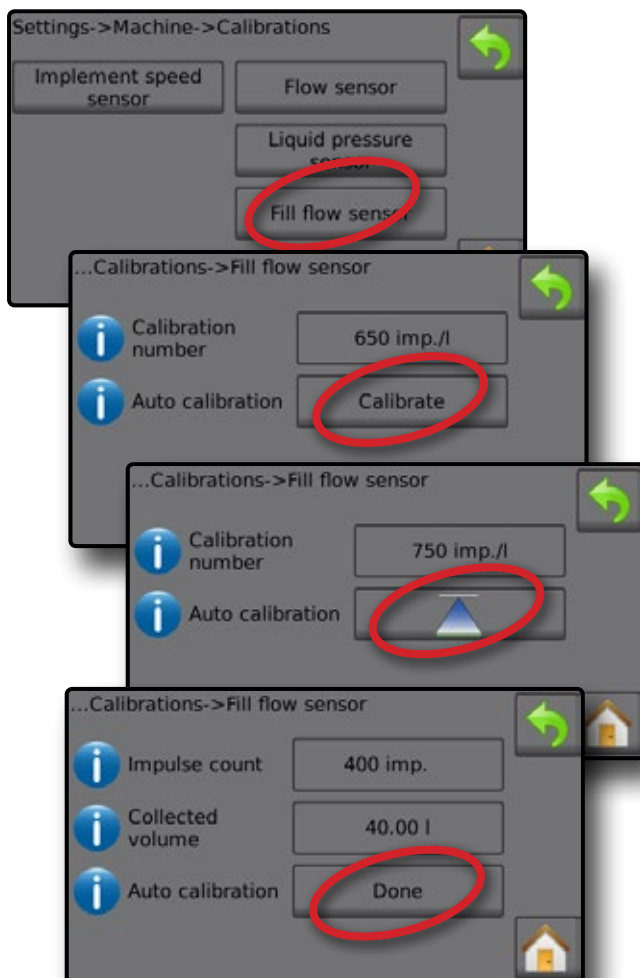 Settings->Machine->Calibrations
Implement speed
sensor
Flow sensor
Liquid pressure
sensor
Fill flow sensor
...Calibrations->Fill flow sensor
Calibration
number
650 imp./l
Auto calibration
Calibrate
...Calibrations->Fill flow sensor
Calibration
number
750 imp./l
Auto calibration
...Calibrations->Fill flow sensor
Impulse count
400 imp.
Collected
volume
40.00 l
Auto calibration
Done